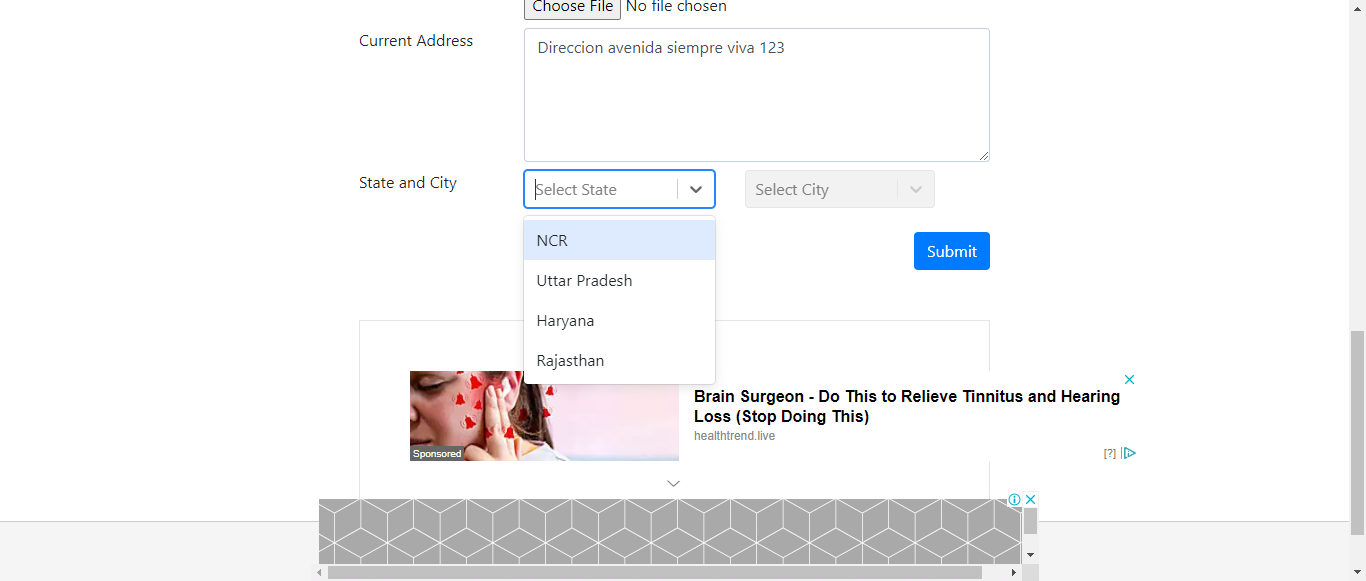 Choose File No file chosen
Current Address
Direccion avenida siempre viva 123
State and City
Select State
Select City
NCR
Submit
Uttar Pradesh
Haryana
Rajasthan
Brain Surgeon - Do This to Relieve Tinnitus and Hearing
Loss (Stop Doing This)
healthtrend.live
Sponsored
[?]